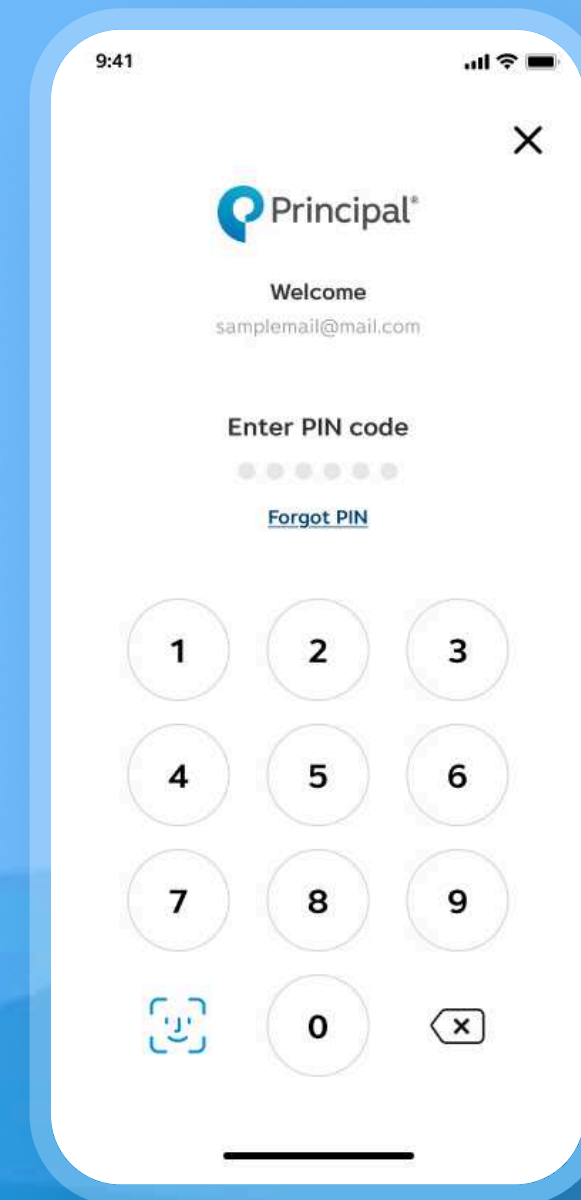 9:41
Principal®
Welcome
samplemail@mail.com
Enter PIN code
Forgot PIN
1 2 3
4 5 6
7 8 9
0